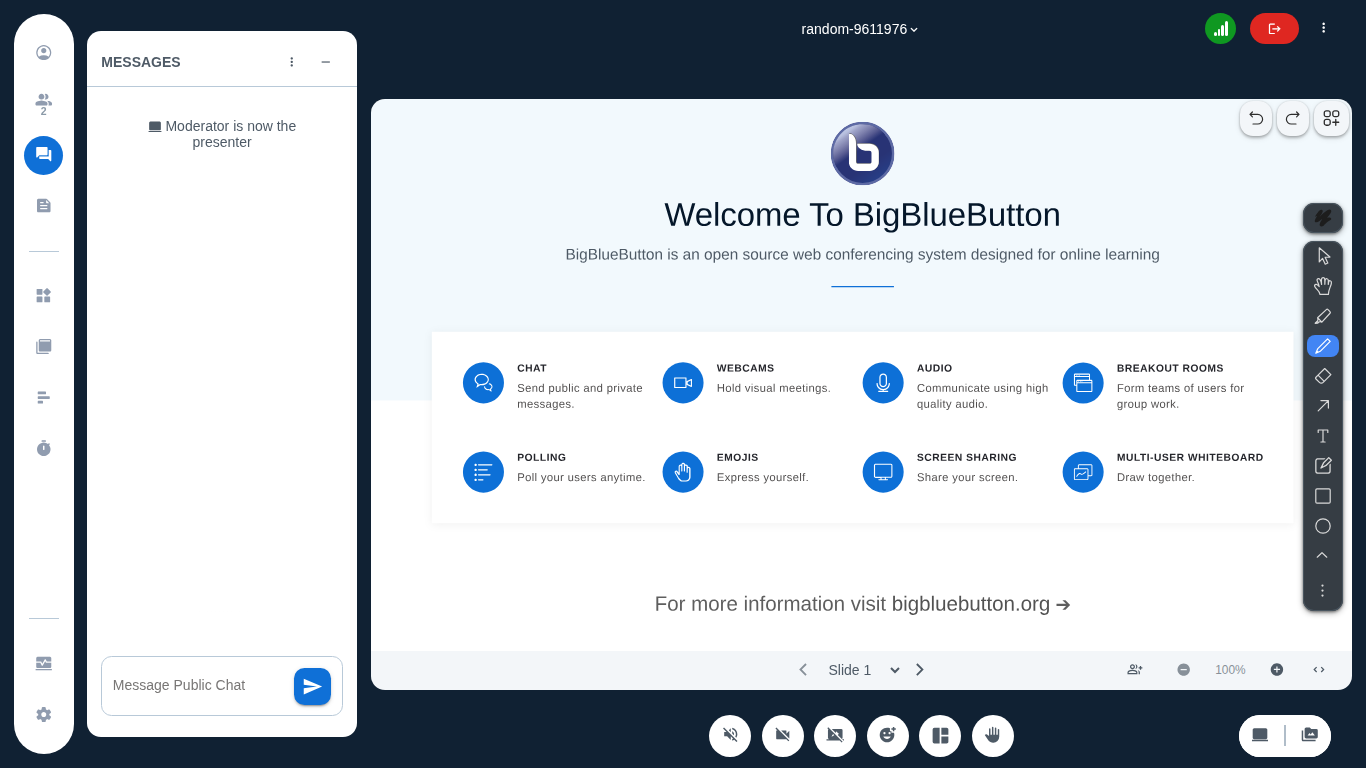 random-9611976
MESSAGES
2
Moderator is now the
presenter
Message Public Chat
Welcome To BigBlueButton
BigBlueButton is an open source web conferencing system designed for online learning
CHAT
Send public and private
messages.
WEBCAMS
Hold visual meetings.
AUDIO
Communicate using high
quality audio.
BREAKOUT ROOMS
Form teams of users for
group work.
POLLING
Poll your users anytime.
EMOJIS
Express yourself.
SCREEN SHARING
Share your screen.
MULTI-USER WHITEBOARD
Draw together.
For more information visit bigbluebutton.org ➔
Slide 1
100%